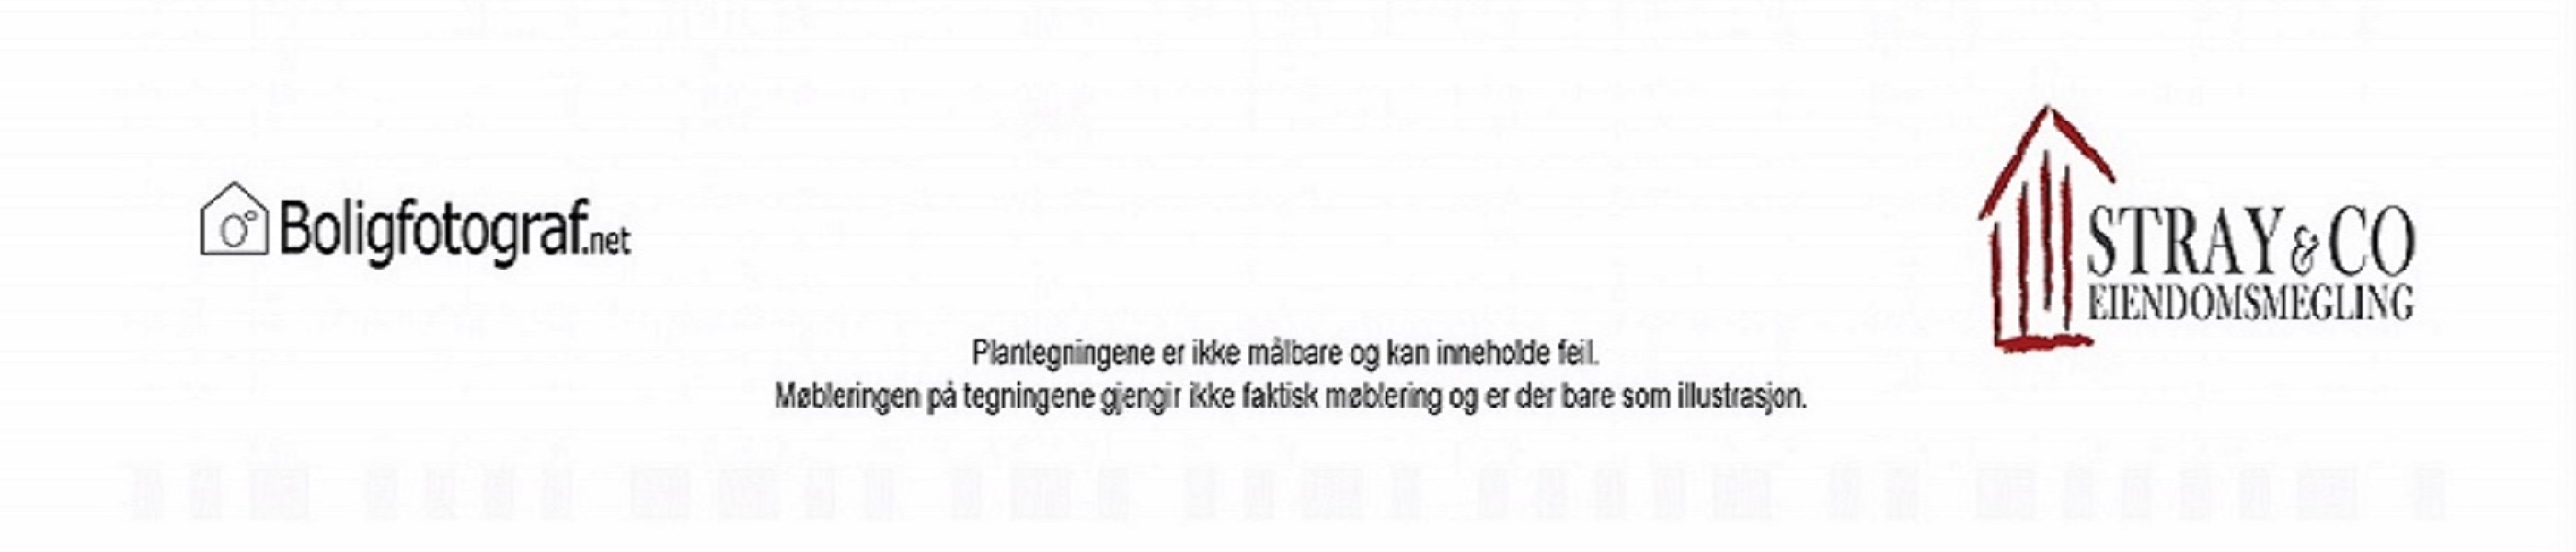 Boligfotograf.net
STRAY & CO
EIENDOMSMEGLING
Plantegningene er ikke målbare og kan inneholde feil.
Møbleringen på tegningene gjengir ikke faktisk møblering og er der bare som illustrasjon.